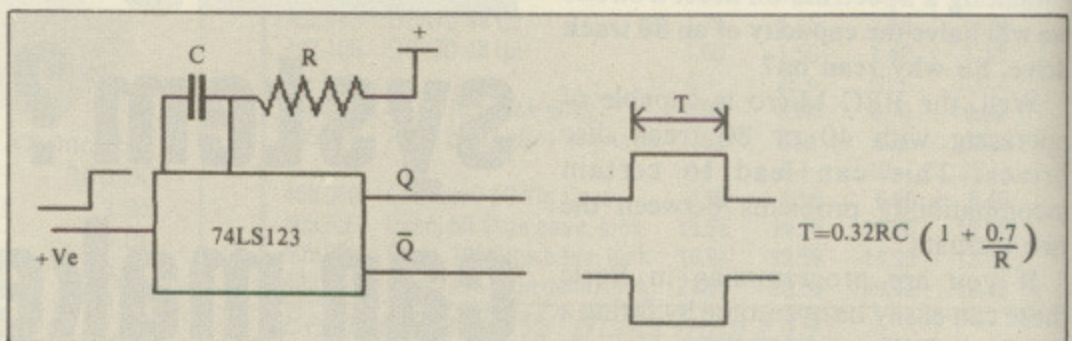 C
R
+
T
Q
74LS123
Q̅
+Ve
T=0.32RC (1 + 0.7/R)